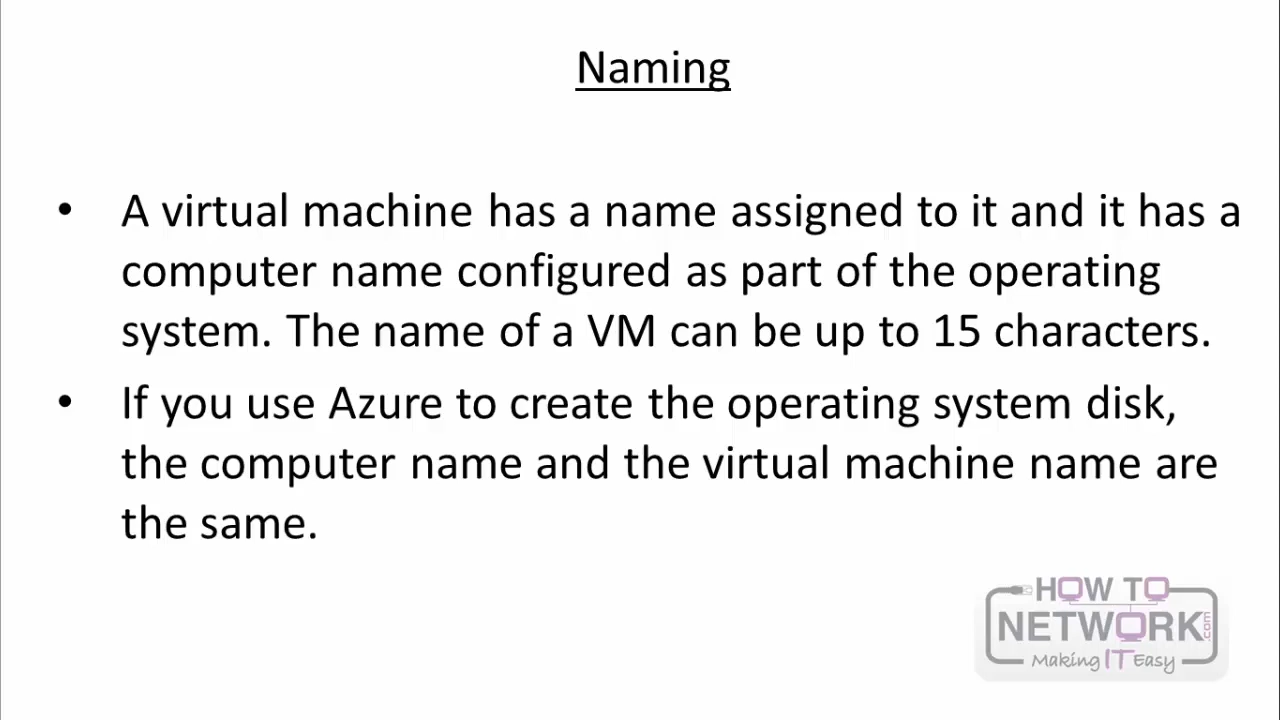 Naming
• A virtual machine has a name assigned to it and it has a
computer name configured as part of the operating
system. The name of a VM can be up to 15 characters.
• If you use Azure to create the operating system disk,
the computer name and the virtual machine name are
the same.
HOW TO
NETWORK.com
Making IT Easy